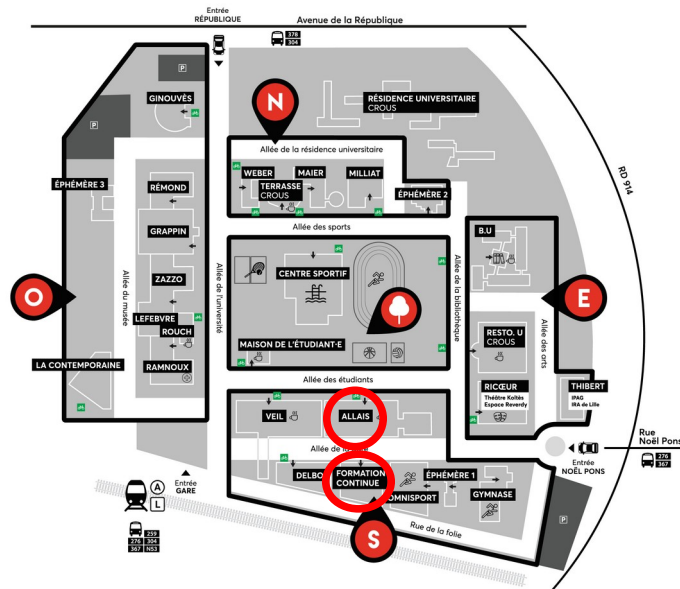 Entrée
RÉPUBLIQUE
Avenue de la République
378
304
P
GINOUVÈS
P
N
RÉSIDENCE UNIVERSITAIRE
CROUS
Allée de la résidence universitaire
WEBER
MAIER
MILLIAT
TERRASSE
CROUS
ÉPHÉMÈRE 2
ÉPHÉMÈRE 3
RÉMOND
RD 914
Allée des sports
GRAPPIN
B.U
CENTRE SPORTIF
Allée du musée
Allée de l'université
Allée de la bibliothèque
ZAZZO
O
E
LEFEBVRE
ROUCH
Allée des arts
RESTO. U
CROUS
MAISON DE L'ÉTUDIANT·E
LA CONTEMPORAINE
RAMNOUX
Allée des étudiants
RICŒUR
Théâtre Koltès
Espace Reverdy
THIBERT
IPAG
IRA de Lille
VEIL
ALLAIS
Rue
Noël Pons
Allée de
Entrée
NOËL PONS
276
367
DELBO
FORMATION
CONTINUE
ÉPHÉMÈRE 1
GYMNASE
OMNISPORT
Entrée
GARE
A
L
S
Rue de la folie
P
259
276 304
367 N53